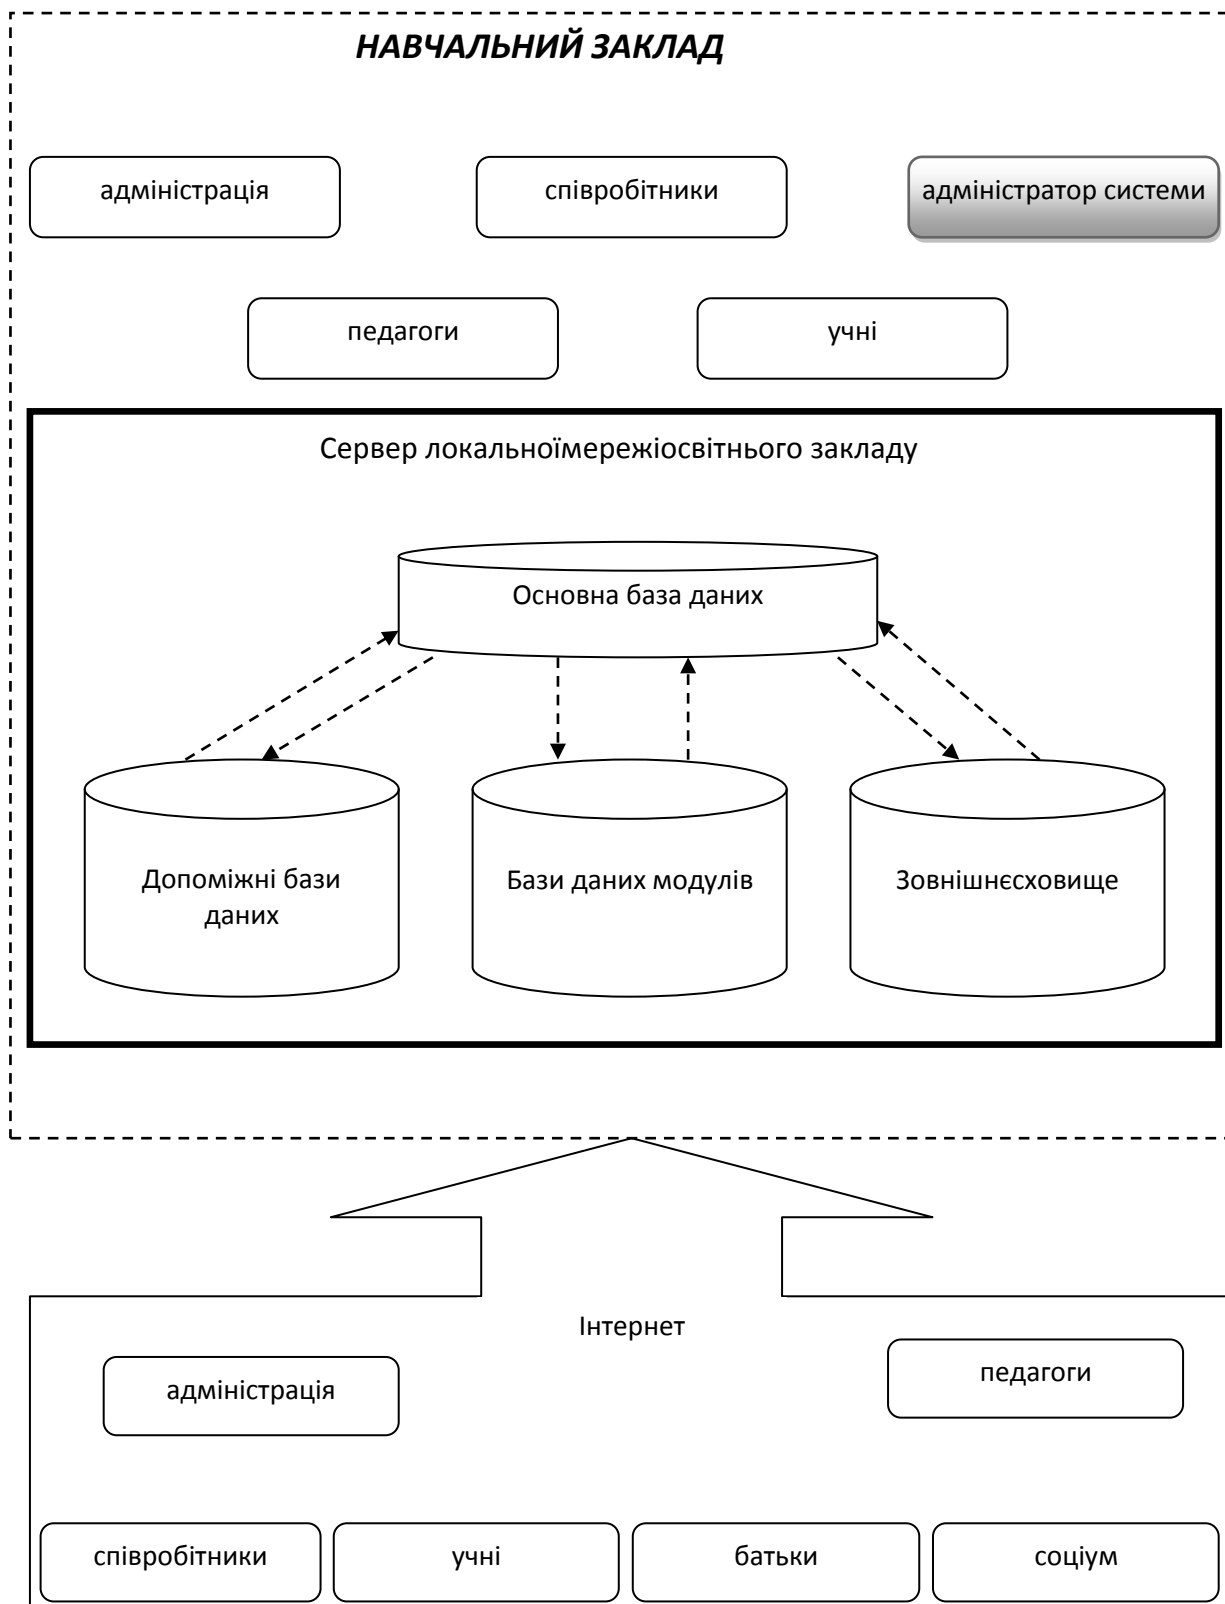 НАВЧАЛЬНИЙ ЗАКЛАД
адміністрація
співробітники
адміністратор системи
педагоги
учні
Сервер локальноїмережіосвітнього закладу
Основна база даних
Допоміжні бази
даних
Бази даних модулів
Зовнішнєсховище
Інтернет
адміністрація
педагоги
співробітники
учні
батьки
соціум